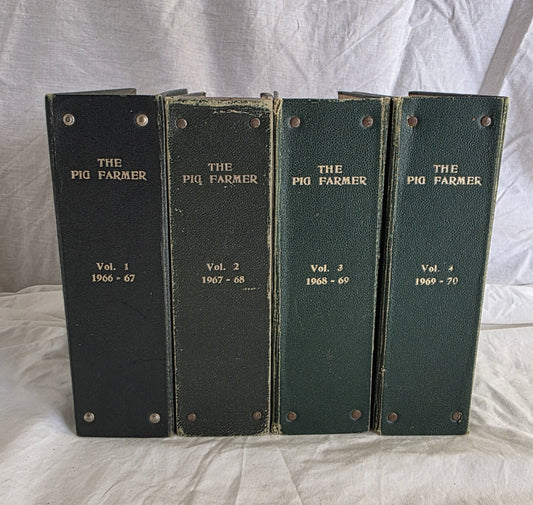 THE
PIG FARMER
Vol. 1
1966 - 67
THE
PIG FARMER
Vol. 2
1967 - 68
THE
PIG FARMER
Vol. 3
1968 - 69
THE
PIG FARMER
Vol. 4
1969 - 70